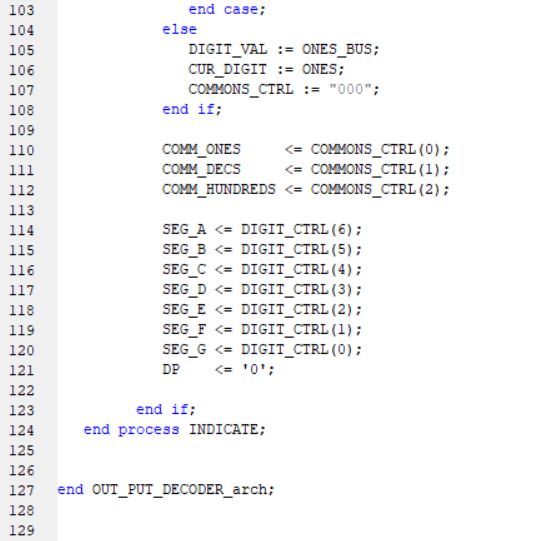 103 end case;
104 else
105 DIGIT_VAL := ONES_BUS;
106 CUR_DIGIT := ONES;
107 COMMONS_CTRL := "000";
108 end if;
109
110 COMM_ONES <= COMMONS_CTRL(0);
111 COMM_DECS <= COMMONS_CTRL(1);
112 COMM_HUNDREDS <= COMMONS_CTRL(2);
113
114 SEG_A <= DIGIT_CTRL(6);
115 SEG_B <= DIGIT_CTRL(5);
116 SEG_C <= DIGIT_CTRL(4);
117 SEG_D <= DIGIT_CTRL(3);
118 SEG_E <= DIGIT_CTRL(2);
119 SEG_F <= DIGIT_CTRL(1);
120 SEG_G <= DIGIT_CTRL(0);
121 DP <= '0';
122
123 end if;
124 end process INDICATE;
125
126
127 end OUT_PUT_DECODER_arch;
128
129